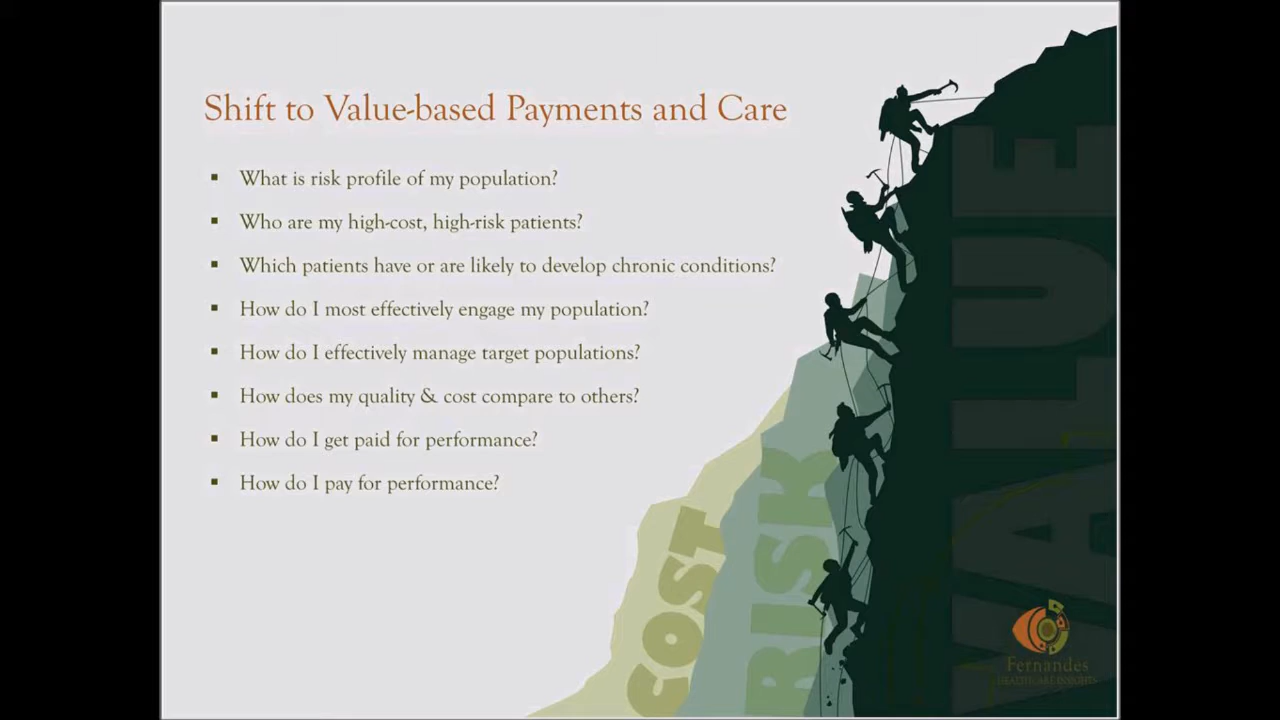 Shift to Value-based Payments and Care
▪ What is risk profile of my population?
▪ Who are my high-cost, high-risk patients?
▪ Which patients have or are likely to develop chronic conditions?
▪ How do I most effectively engage my population?
▪ How do I effectively manage target populations?
▪ How does my quality & cost compare to others?
▪ How do I get paid for performance?
▪ How do I pay for performance?
COST
RISK
VALUE
Fernandes
HEALTHCARE INSIGHTS